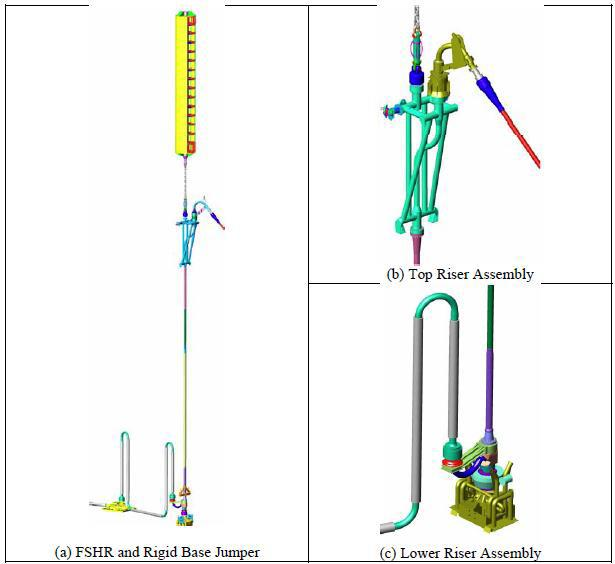 (b) Top Riser Assembly
(a) FSHR and Rigid Base Jumper
(c) Lower Riser Assembly